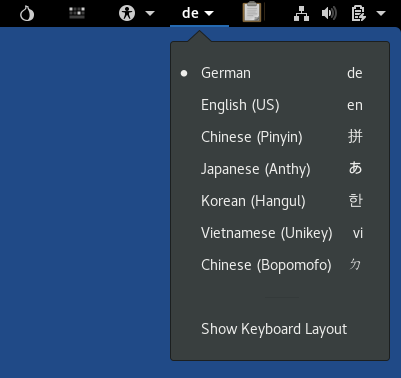 de
German de
English (US) en
Chinese (Pinyin) 拼
Japanese (Anthy) あ
Korean (Hangul) 한
Vietnamese (Unikey) vi
Chinese (Bopomofo) ㄉ
Show Keyboard Layout